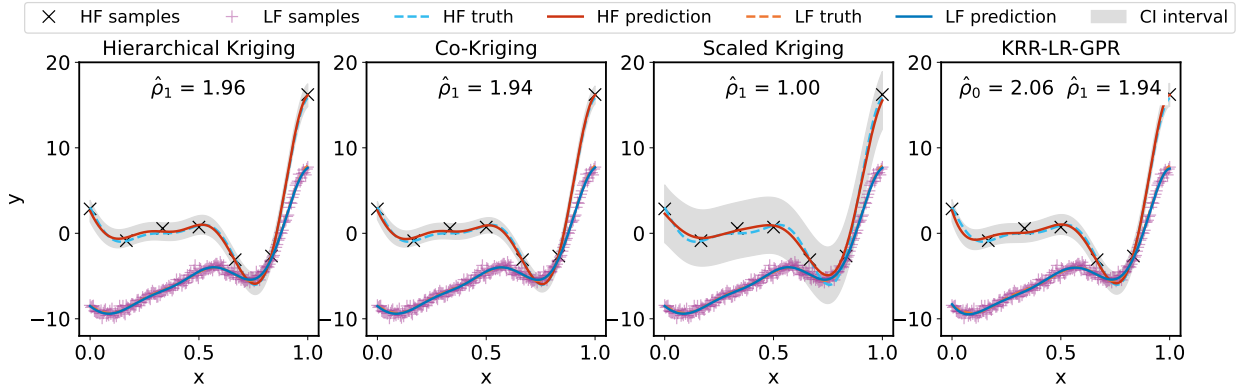 HF samples LF samples HF truth HF prediction LF truth LF prediction CI interval
Hierarchical Kriging Co-Kriging Scaled Kriging KRR-LR-GPR
20 20 20 20
ρ̂₁ = 1.96 ρ̂₁ = 1.94 ρ̂₁ = 1.00 ρ̂₀ = 2.06 ρ̂₁ = 1.94
10 10 10 10
y
0 0 0 0
−10 −10 −10 −10
0.0 0.5 1.0 0.0 0.5 1.0 0.0 0.5 1.0 0.0 0.5 1.0
x x x x